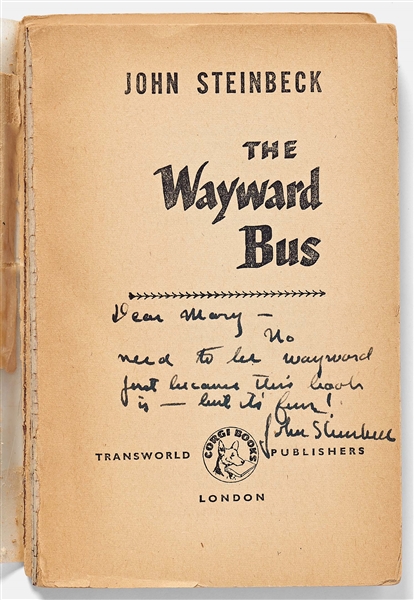 JOHN STEINBECK
THE
Wayward
Bus
Dear Mary —
No
need to be wayward
just because this book
is — but it's fun!
John Steinbeck
CORGI BOOKS
TRANSWORLD PUBLISHERS
LONDON